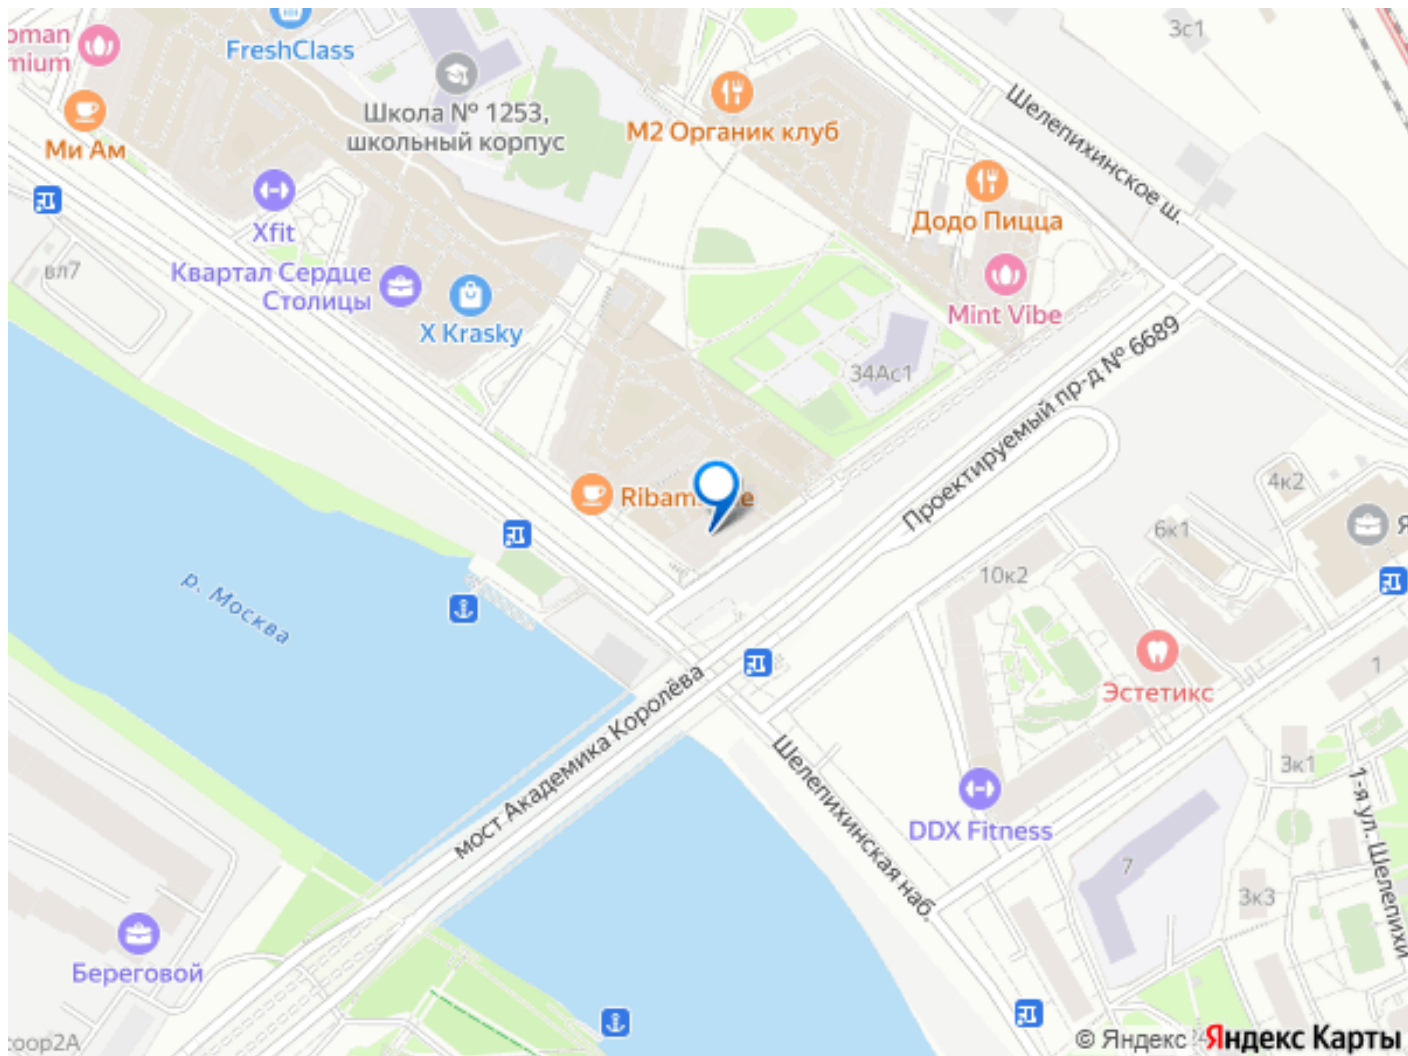 FreshClass
3с1
Школа № 1253,
школьный корпус
М2 Органик клуб
Шелепихинское ш.
Ми Ам
Додо Пицца
Xfit
вл7
Квартал Сердце
Столицы
X Krasky
Mint Vibe
34Ас1
Проектируемый пр-д № 6689
4к2
6к1
10к2
р. Москва
1
Эстетикс
мост Академика Королёва
Шелепихинская наб.
3к1
1-я ул. Шелепихи
DDX Fitness
7
3к3
Береговой
© Яндекс Яндекс Карты